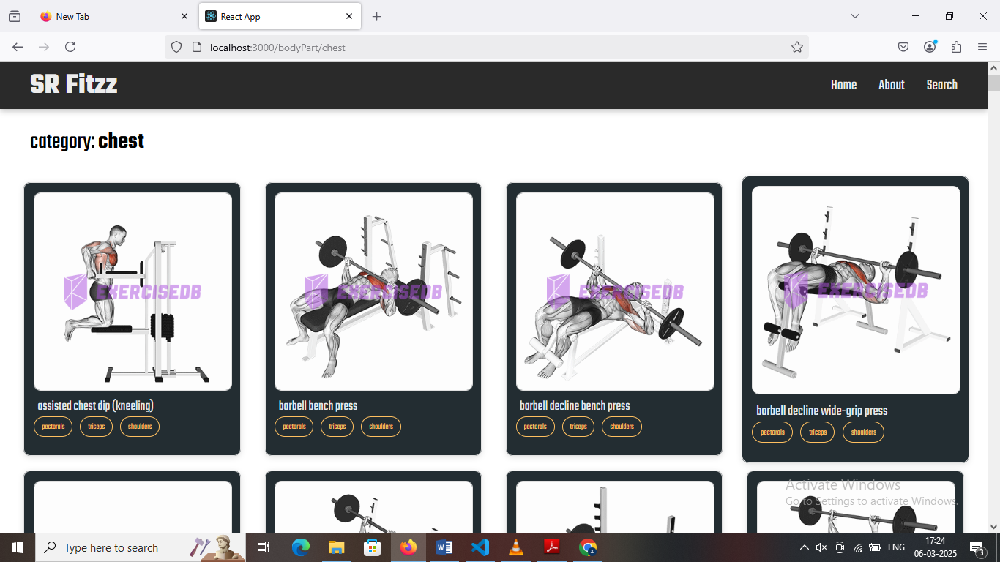 New Tab
React App
localhost:3000/bodyPart/chest
SR Fitzz
Home About Search
category: chest
EXERCISEDB
EXERCISEDB
EXERCISEDB
EXERCISEDB
assisted chest dip (kneeling)
pectorals triceps shoulders
barbell bench press
pectorals triceps shoulders
barbell decline bench press
pectorals triceps shoulders
barbell decline wide-grip press
pectorals triceps shoulders
Activate Windows
Go to Settings to activate Windows.
Type here to search
ENG
17:24
06-03-2025
3